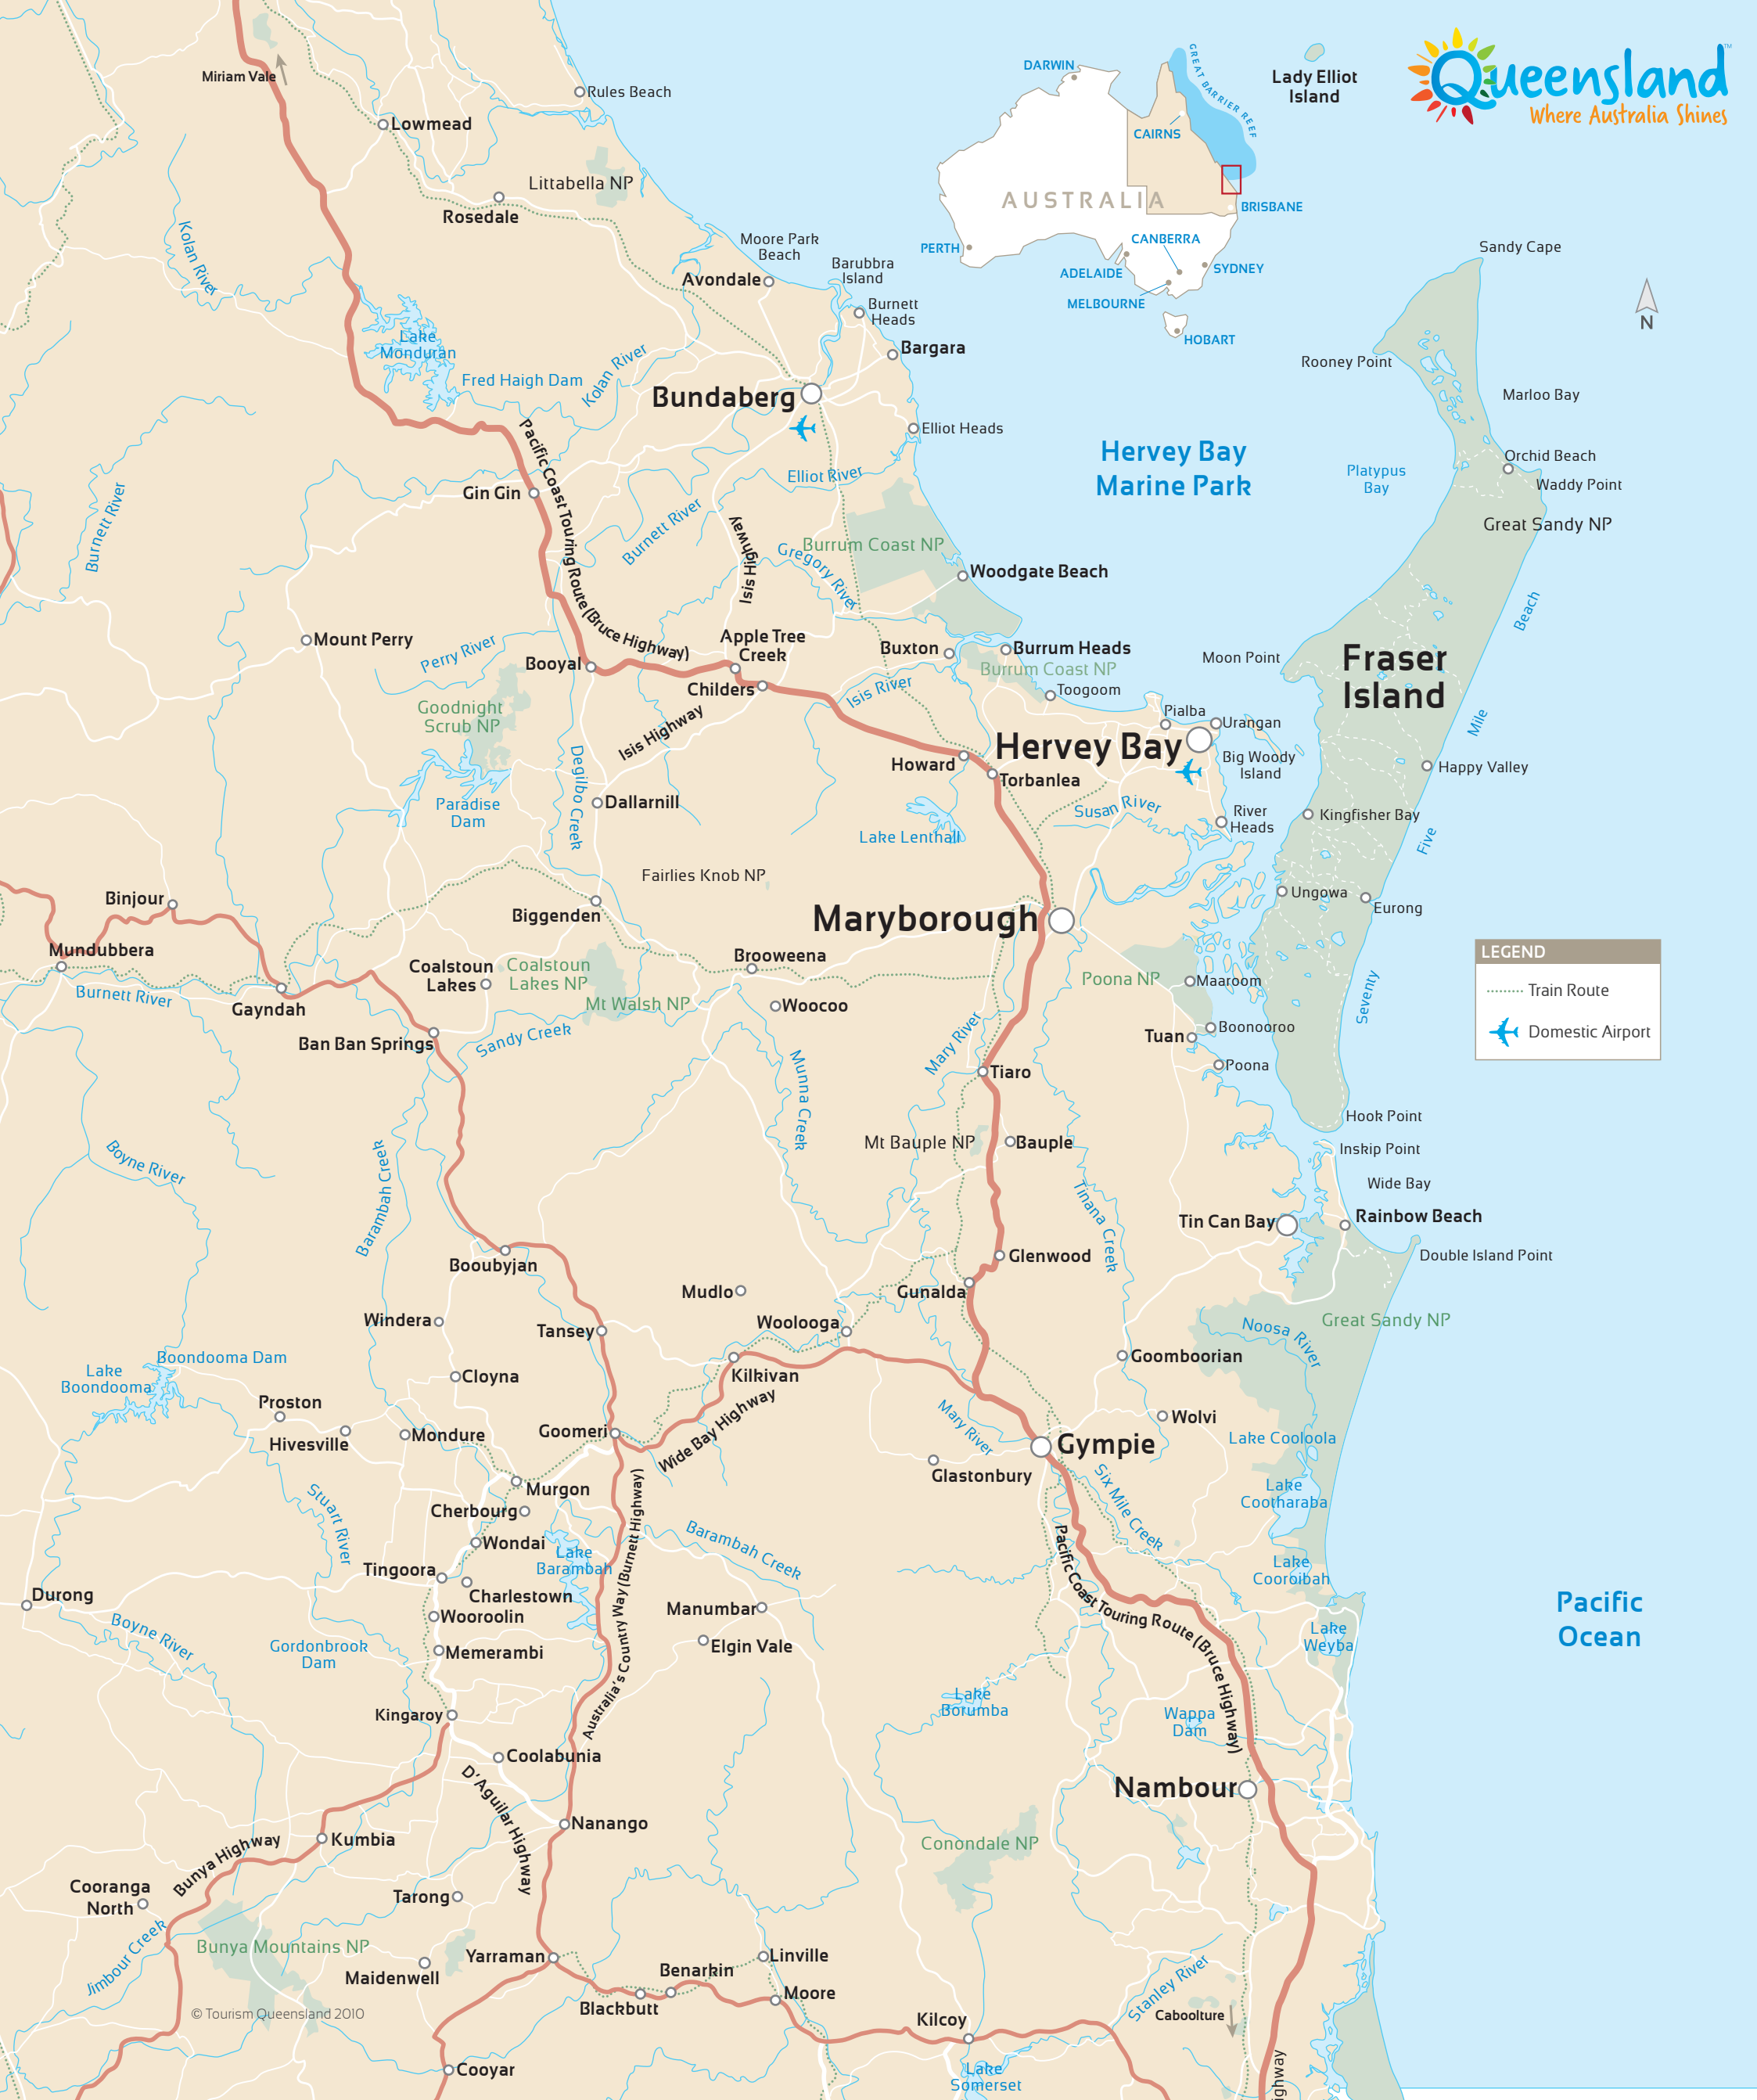 Miriam Vale
Lowmead
Rules Beach
Littabella NP
Rosedale
Kolan River
Moore Park
Beach
Avondale
Barubbra
Island
Burnett
Heads
Bargara
Lake
Monduran
Fred Haigh Dam
Kolan River
Bundaberg
Elliot Heads
DARWIN
GREAT BARRIER REEF
CAIRNS
AUSTRALIA
BRISBANE
PERTH
CANBERRA
ADELAIDE
SYDNEY
MELBOURNE
HOBART
Lady Elliot
Island
Queensland
TM
Where Australia Shines
Sandy Cape
N
Rooney Point
Marloo Bay
Hervey Bay
Marine Park
Platypus
Bay
Orchid Beach
Waddy Point
Great Sandy NP
Gin Gin
Pacific Coast Touring Route (Bruce Highway)
Elliot River
Burnett River
Burnett River
Isis Highway
Gregory River
Burrum Coast NP
Woodgate Beach
Mount Perry
Perry River
Booyal
Apple Tree
Creek
Childers
Buxton
Burrum Heads
Burrum Coast NP
Toogoom
Isis River
Moon Point
Fraser
Island
Seventy
Five
Mile
Beach
Goodnight
Scrub NP
Isis Highway
Degilbo Creek
Pialba
Urangan
Hervey Bay
Big Woody
Island
Howard
Torbanlea
Happy Valley
Paradise
Dam
Dallarnill
Lake Lenthall
Susan River
River
Heads
Kingfisher Bay
Fairlies Knob NP
Ungowa
Eurong
Binjour
Biggenden
Maryborough
Mundubbera
Coalstoun
Lakes
Coalstoun
Lakes NP
Brooweena
Burnett River
Gayndah
Mt Walsh NP
Woocoo
Poona NP
Maaroom
LEGEND
Train Route
Domestic Airport
Ban Ban Springs
Sandy Creek
Mary River
Boonooroo
Tuan
Poona
Munna Creek
Tiaro
Hook Point
Mt Bauple NP
Bauple
Inskip Point
Boyne River
Barambah Creek
Tinana Creek
Wide Bay
Tin Can Bay
Rainbow Beach
Double Island Point
Booubyjan
Glenwood
Mudlo
Gunalda
Windera
Tansey
Woolooga
Great Sandy NP
Noosa River
Boondooma Dam
Lake
Boondooma
Cloyna
Kilkivan
Goomboorian
Proston
Hivesville
Mondure
Goomeri
Wide Bay Highway
Mary River
Wolvi
Gympie
Lake Cooloola
Glastonbury
Murgon
Stuart River
Cherbourg
Six Mile Creek
Lake
Cootharaba
Wondai
Lake
Barambah
Barambah Creek
Tingoora
Charlestown
Lake
Cooroibah
Durong
Wooroolin
Manumbar
Pacific
Ocean
Boyne River
Gordonbrook
Dam
Memerambi
Elgin Vale
Australia's Country Way (Burnett Highway)
Pacific Coast Touring Route (Bruce Highway)
Lake
Weyba
Lake
Borumba
Wappa
Dam
Kingaroy
Coolabunia
D'Aguilar Highway
Nambour
Nanango
Kumbia
Bunya Highway
Conondale NP
Cooranga
North
Tarong
Jimbour Creek
Bunya Mountains NP
Yarraman
Linville
Maidenwell
Benarkin
Blackbutt
Moore
Stanley River
© Tourism Queensland 2010
Kilcoy
Caboolture
Cooyar
Lake
Somerset